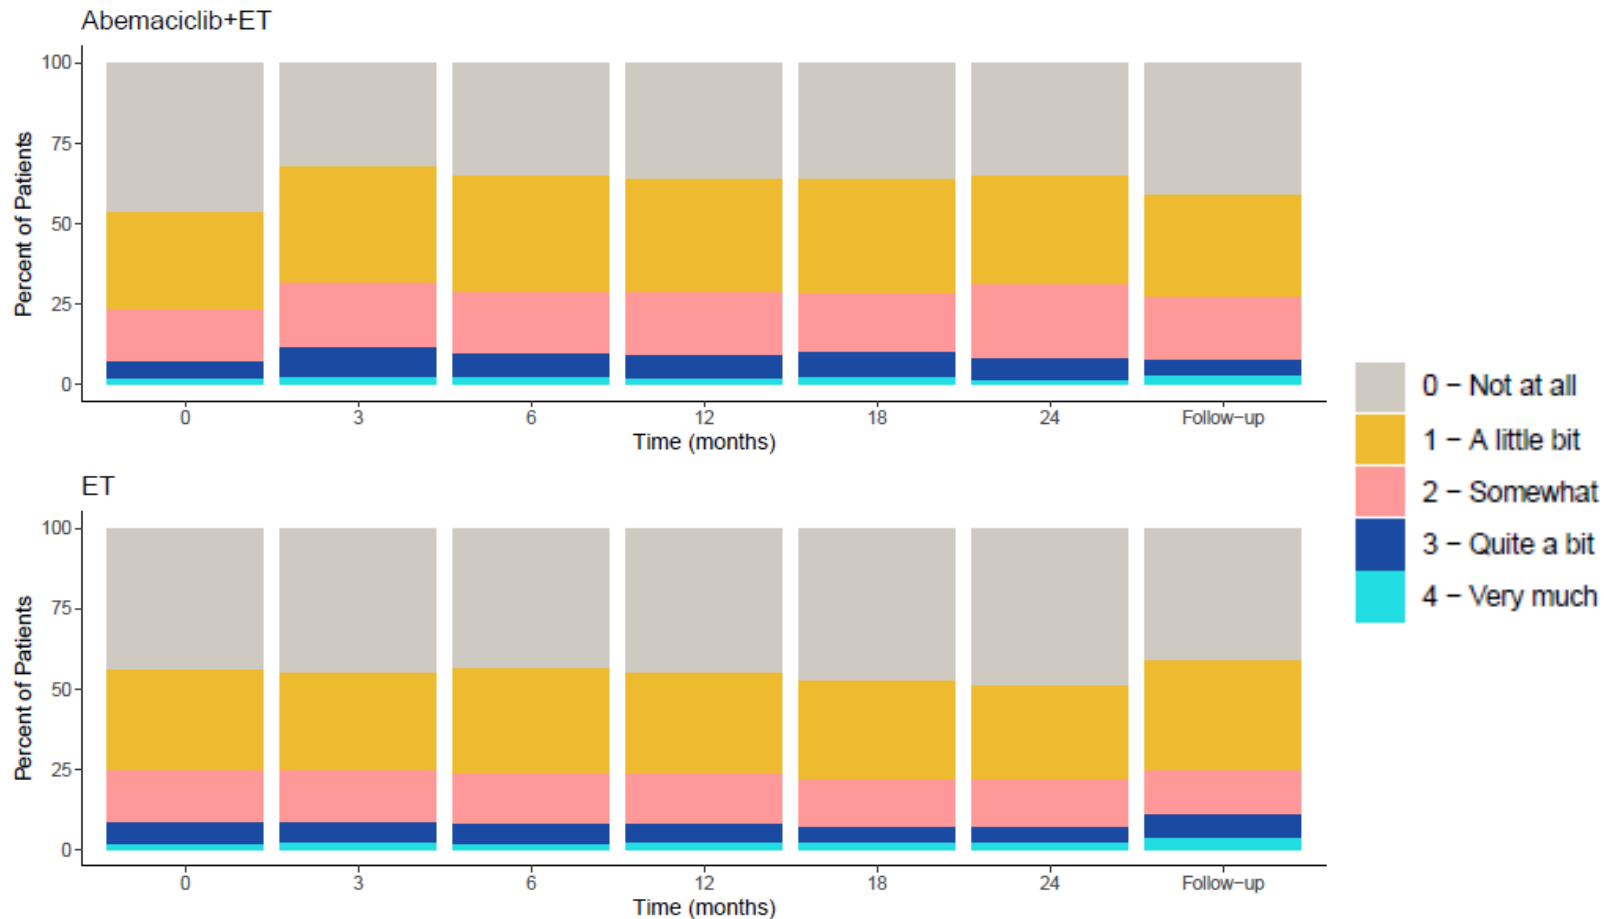 Abemaciclib+ET
Percent of Patients
100
75
50
25
0
0 3 6 12 18 24 Follow−up
Time (months)
ET
Percent of Patients
100
75
50
25
0
0 3 6 12 18 24 Follow−up
Time (months)
0 − Not at all
1 − A little bit
2 − Somewhat
3 − Quite a bit
4 − Very much